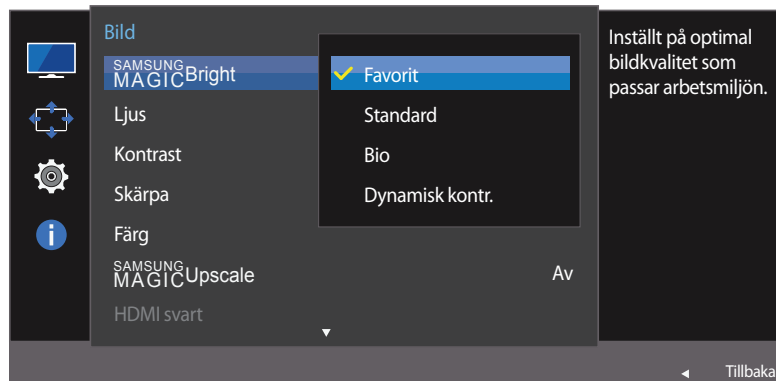 Bild
SAMSUNG
MAGICBright
Favorit
Ljus
Standard
Kontrast
Bio
Skärpa
Dynamisk kontr.
Färg
SAMSUNG
MAGICUpscale Av
HDMI svart
Inställt på optimal
bildkvalitet som
passar arbetsmiljön.
Tillbaka